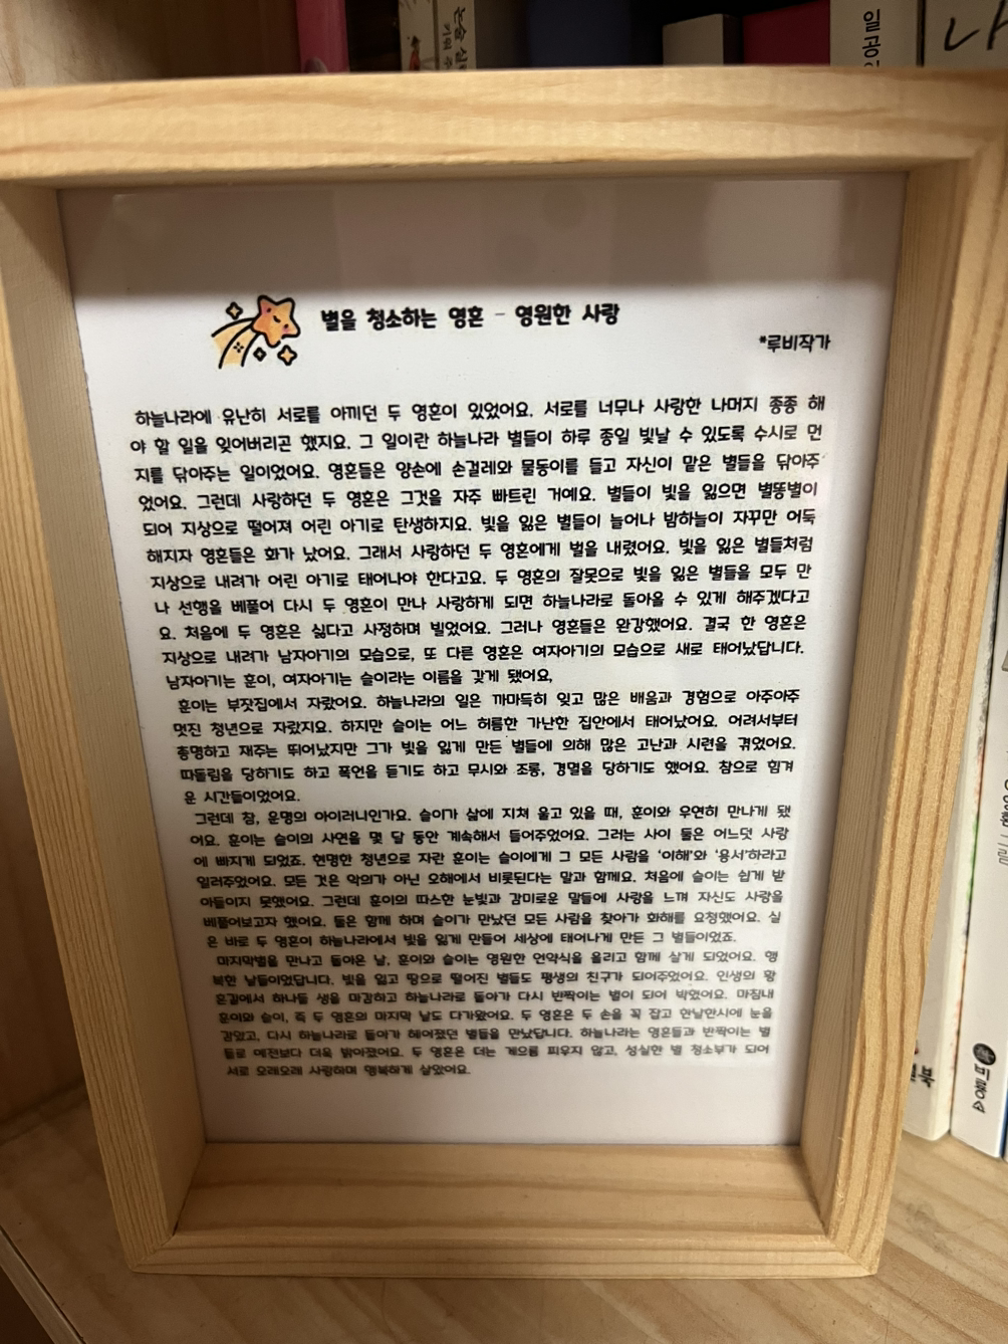 일공
나
별을 청소하는 영혼 - 영원한 사랑
*루비작가
하늘나라에 유난히 서로를 아끼던 두 영혼이 있었어요. 서로를 너무나 사랑한 나머지 종종 해
야 할 일을 잊어버리곤 했지요. 그 일이란 하늘나라 별들이 하루 종일 빛날 수 있도록 수시로 먼
지를 닦아주는 일이었어요. 영혼들은 양손에 손걸레와 물동이를 들고 자신이 맡은 별들을 닦아주
었어요. 그런데 사랑하던 두 영혼은 그것을 자주 빠트린 거예요. 별들이 빛을 잃으면 별똥별이
되어 지상으로 떨어져 어린 아기로 탄생하지요. 빛을 잃은 별들이 늘어나 밤하늘이 자꾸만 어둑
해지자 영혼들은 화가 났어요. 그래서 사랑하던 두 영혼에게 벌을 내렸어요. 빛을 잃은 별들처럼
지상으로 내려가 어린 아기로 태어나야 한다고요. 두 영혼의 잘못으로 빛을 잃은 별들을 모두 만
나 선행을 베풀어 다시 두 영혼이 만나 사랑하게 되면 하늘나라로 돌아올 수 있게 해주겠다고
요. 처음에 두 영혼은 싫다고 사정하며 빌었어요. 그러나 영혼들은 완강했어요. 결국 한 영혼은
지상으로 내려가 남자아기의 모습으로, 또 다른 영혼은 여자아기의 모습으로 새로 태어났답니다.
남자아기는 훈이, 여자아기는 슬이라는 이름을 갖게 됐어요,
훈이는 부잣집에서 자랐어요. 하늘나라의 일은 까마득히 잊고 많은 배움과 경험으로 아주아주
멋진 청년으로 자랐지요. 하지만 슬이는 어느 허름한 가난한 집안에서 태어났어요. 어려서부터
총명하고 재주는 뛰어났지만 그가 빛을 잃게 만든 별들에 의해 많은 고난과 시련을 겪었어요.
따돌림을 당하기도 하고 폭언을 듣기도 하고 무시와 조롱, 경멸을 당하기도 했어요. 참으로 힘겨
운 시간들이었어요.
그런데 참, 운명의 아이러니인가요. 슬이가 삶에 지쳐 울고 있을 때, 훈이와 우연히 만나게 됐
어요. 훈이는 슬이의 사연을 몇 달 동안 계속해서 들어주었어요. 그러는 사이 둘은 어느덧 사랑
에 빠지게 되었죠. 현명한 청년으로 자란 훈이는 슬이에게 그 모든 사람을 '이해'와 '용서'하라고
일러주었어요. 모든 것은 악의가 아닌 오해에서 비롯된다는 말과 함께요. 처음에 슬이는 쉽게 받
아들이지 못했어요. 그런데 훈이의 따스한 눈빛과 감미로운 말들에 사랑을 느껴 자신도 사랑을
베풀어보고자 했어요. 둘은 함께 하며 슬이가 만났던 모든 사람을 찾아가 화해를 요청했어요. 실
은 바로 두 영혼이 하늘나라에서 빛을 잃게 만들어 세상에 태어나게 만든 그 별들이었죠.
마지막별을 만나고 돌아온 날, 훈이와 슬이는 영원한 언약식을 올리고 함께 살게 되었어요. 행
복한 날들이었답니다. 빛을 잃고 땅으로 떨어진 별들도 평생의 친구가 되어주었어요. 인생의 황
혼길에서 하나둘 생을 마감하고 하늘나라로 돌아가 다시 반짝이는 별이 되어 박혔어요. 마침내
훈이와 슬이, 즉 두 영혼의 마지막 날도 다가왔어요. 두 영혼은 두 손을 꼭 잡고 한날한시에 눈을
감았고, 다시 하늘나라로 돌아가 헤어졌던 별들을 만났답니다. 하늘나라는 영혼들과 반짝이는 별
들로 예전보다 더욱 밝아졌어요. 두 영혼은 더는 게으름 피우지 않고, 성실한 별 청소부가 되어
서로 오래오래 사랑하며 행복하게 살았어요.
북